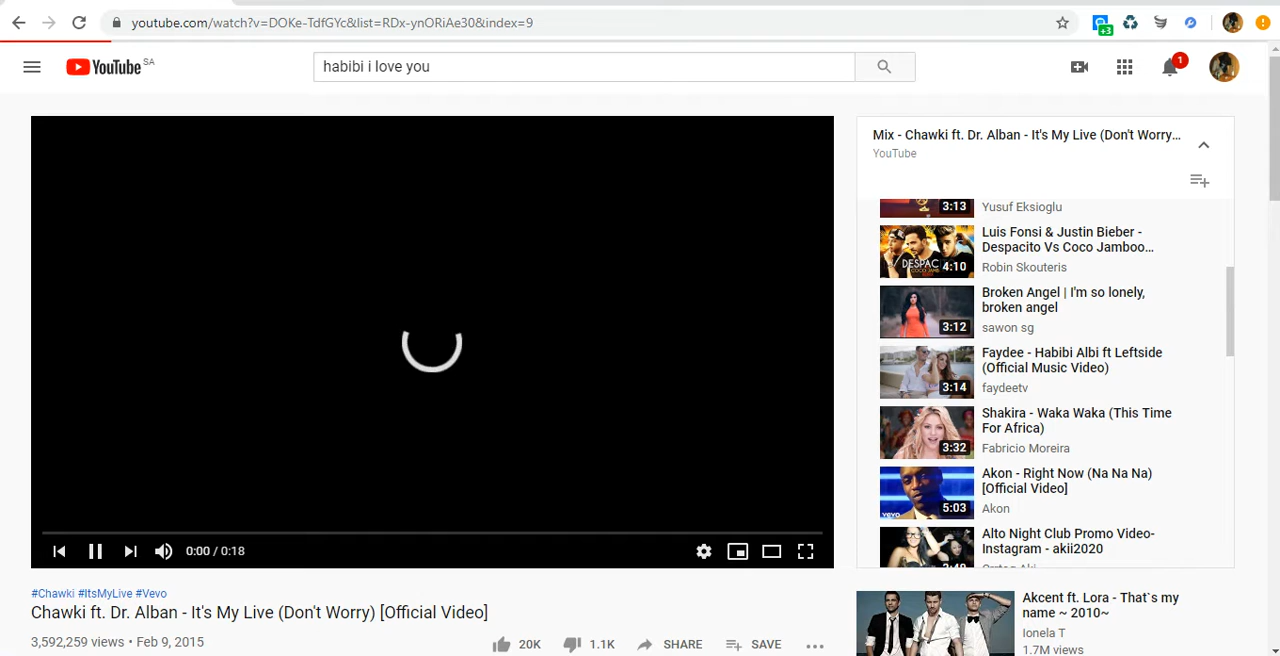 youtube.com/watch?v=DOKe-TdfGYc&list=RDx-ynORiAe30&index=9
+3
YouTube SA
habibi i love you
1
Mix - Chawki ft. Dr. Alban - It's My Live (Don't Worry...
YouTube
3:13
Yusuf Eksioglu
Luis Fonsi & Justin Bieber -
Despacito Vs Coco Jamboo...
DESPAC
4:10
Robin Skouteris
Broken Angel | I'm so lonely,
broken angel
3:12
sawon sg
Faydee - Habibi Albi ft Leftside
(Official Music Video)
3:14
faydeetv
Shakira - Waka Waka (This Time
For Africa)
3:32
Fabricio Moreira
Akon - Right Now (Na Na Na)
[Official Video]
vevo
5:03
Akon
Alto Night Club Promo Video-
Instagram - akii2020
0:00 / 0:18
#Chawki #ItsMyLive #Vevo
Chawki ft. Dr. Alban - It's My Live (Don't Worry) [Official Video]
3,592,259 views • Feb 9, 2015
20K
1.1K
SHARE
SAVE
Akcent ft. Lora - That`s my
name ~ 2010~
Ionela T
1.7M views